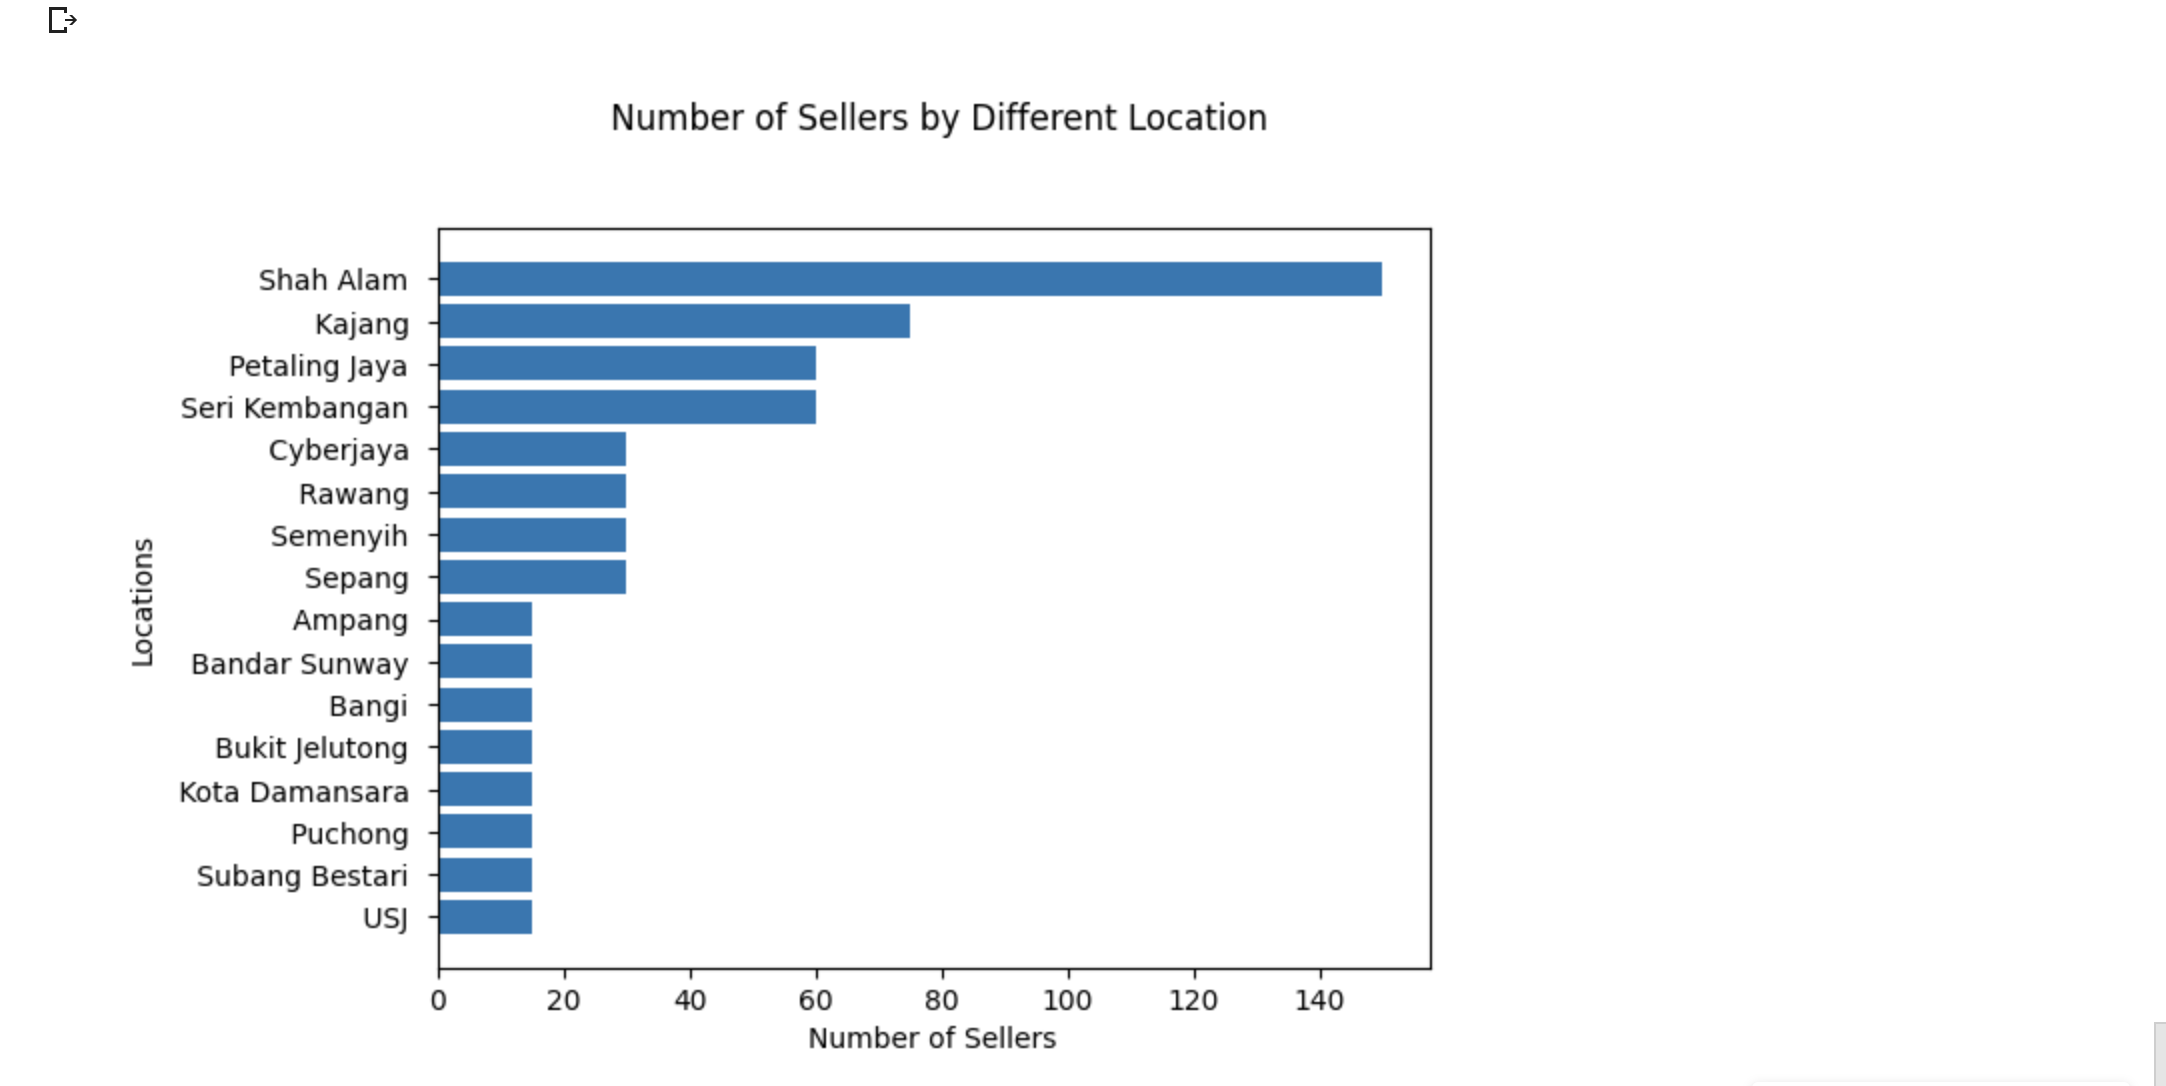 Number of Sellers by Different Location
Shah Alam
Kajang
Petaling Jaya
Seri Kembangan
Cyberjaya
Rawang
Semenyih
Sepang
Ampang
Bandar Sunway
Bangi
Bukit Jelutong
Kota Damansara
Puchong
Subang Bestari
USJ
Locations
0 20 40 60 80 100 120 140
Number of Sellers